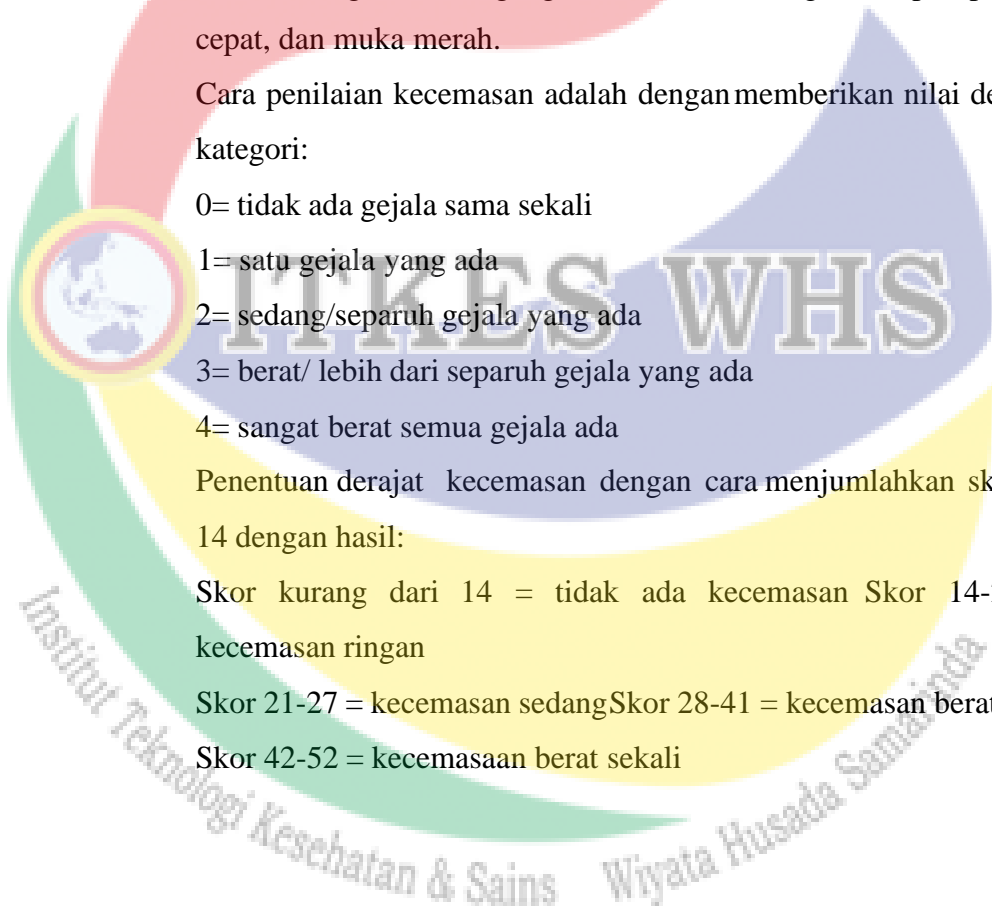 cepat, dan muka merah.
Cara penilaian kecemasan adalah dengan memberikan nilai
kategori:
0= tidak ada gejala sama sekali
1= satu gejala yang ada
ITKES WHS
2= sedang/separuh gejala yang ada
3= berat/ lebih dari separuh gejala yang ada
4= sangat berat semua gejala ada
Penentuan derajat kecemasan dengan cara menjumlahkan
14 dengan hasil:
Skor kurang dari 14 = tidak ada kecemasan Skor 14-
kecemasan ringan
Skor 21-27 = kecemasan sedangSkor 28-41 = kecemasan berat
Skor 42-52 = kecemasaan berat sekali
Institut Teknologi Kesehatan & Sains Wiyata Husada Samarinda